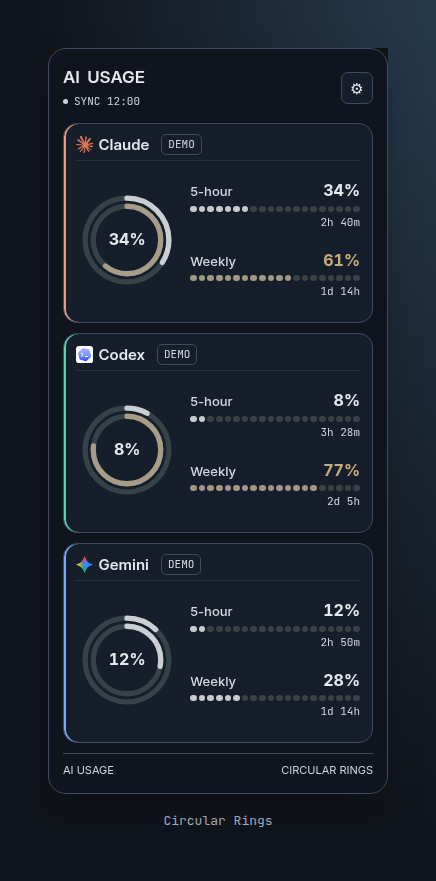 AI USAGE
SYNC 12:00
Claude DEMO
34%
5-hour 34%
2h 40m
Weekly 61%
1d 14h
Codex DEMO
8%
5-hour 8%
3h 28m
Weekly 77%
2d 5h
Gemini DEMO
12%
5-hour 12%
2h 50m
Weekly 28%
1d 14h
AI USAGE CIRCULAR RINGS
Circular Rings